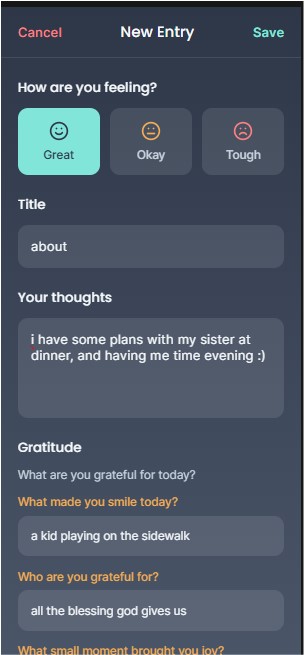 Cancel
New Entry
Save
How are you feeling?
Great
Okay
Tough
Title
about
Your thoughts
i have some plans with my sister at
dinner, and having me time evening :)
Gratitude
What are you grateful for today?
What made you smile today?
a kid playing on the sidewalk
Who are you grateful for?
all the blessing god gives us
What small moment brought you joy?